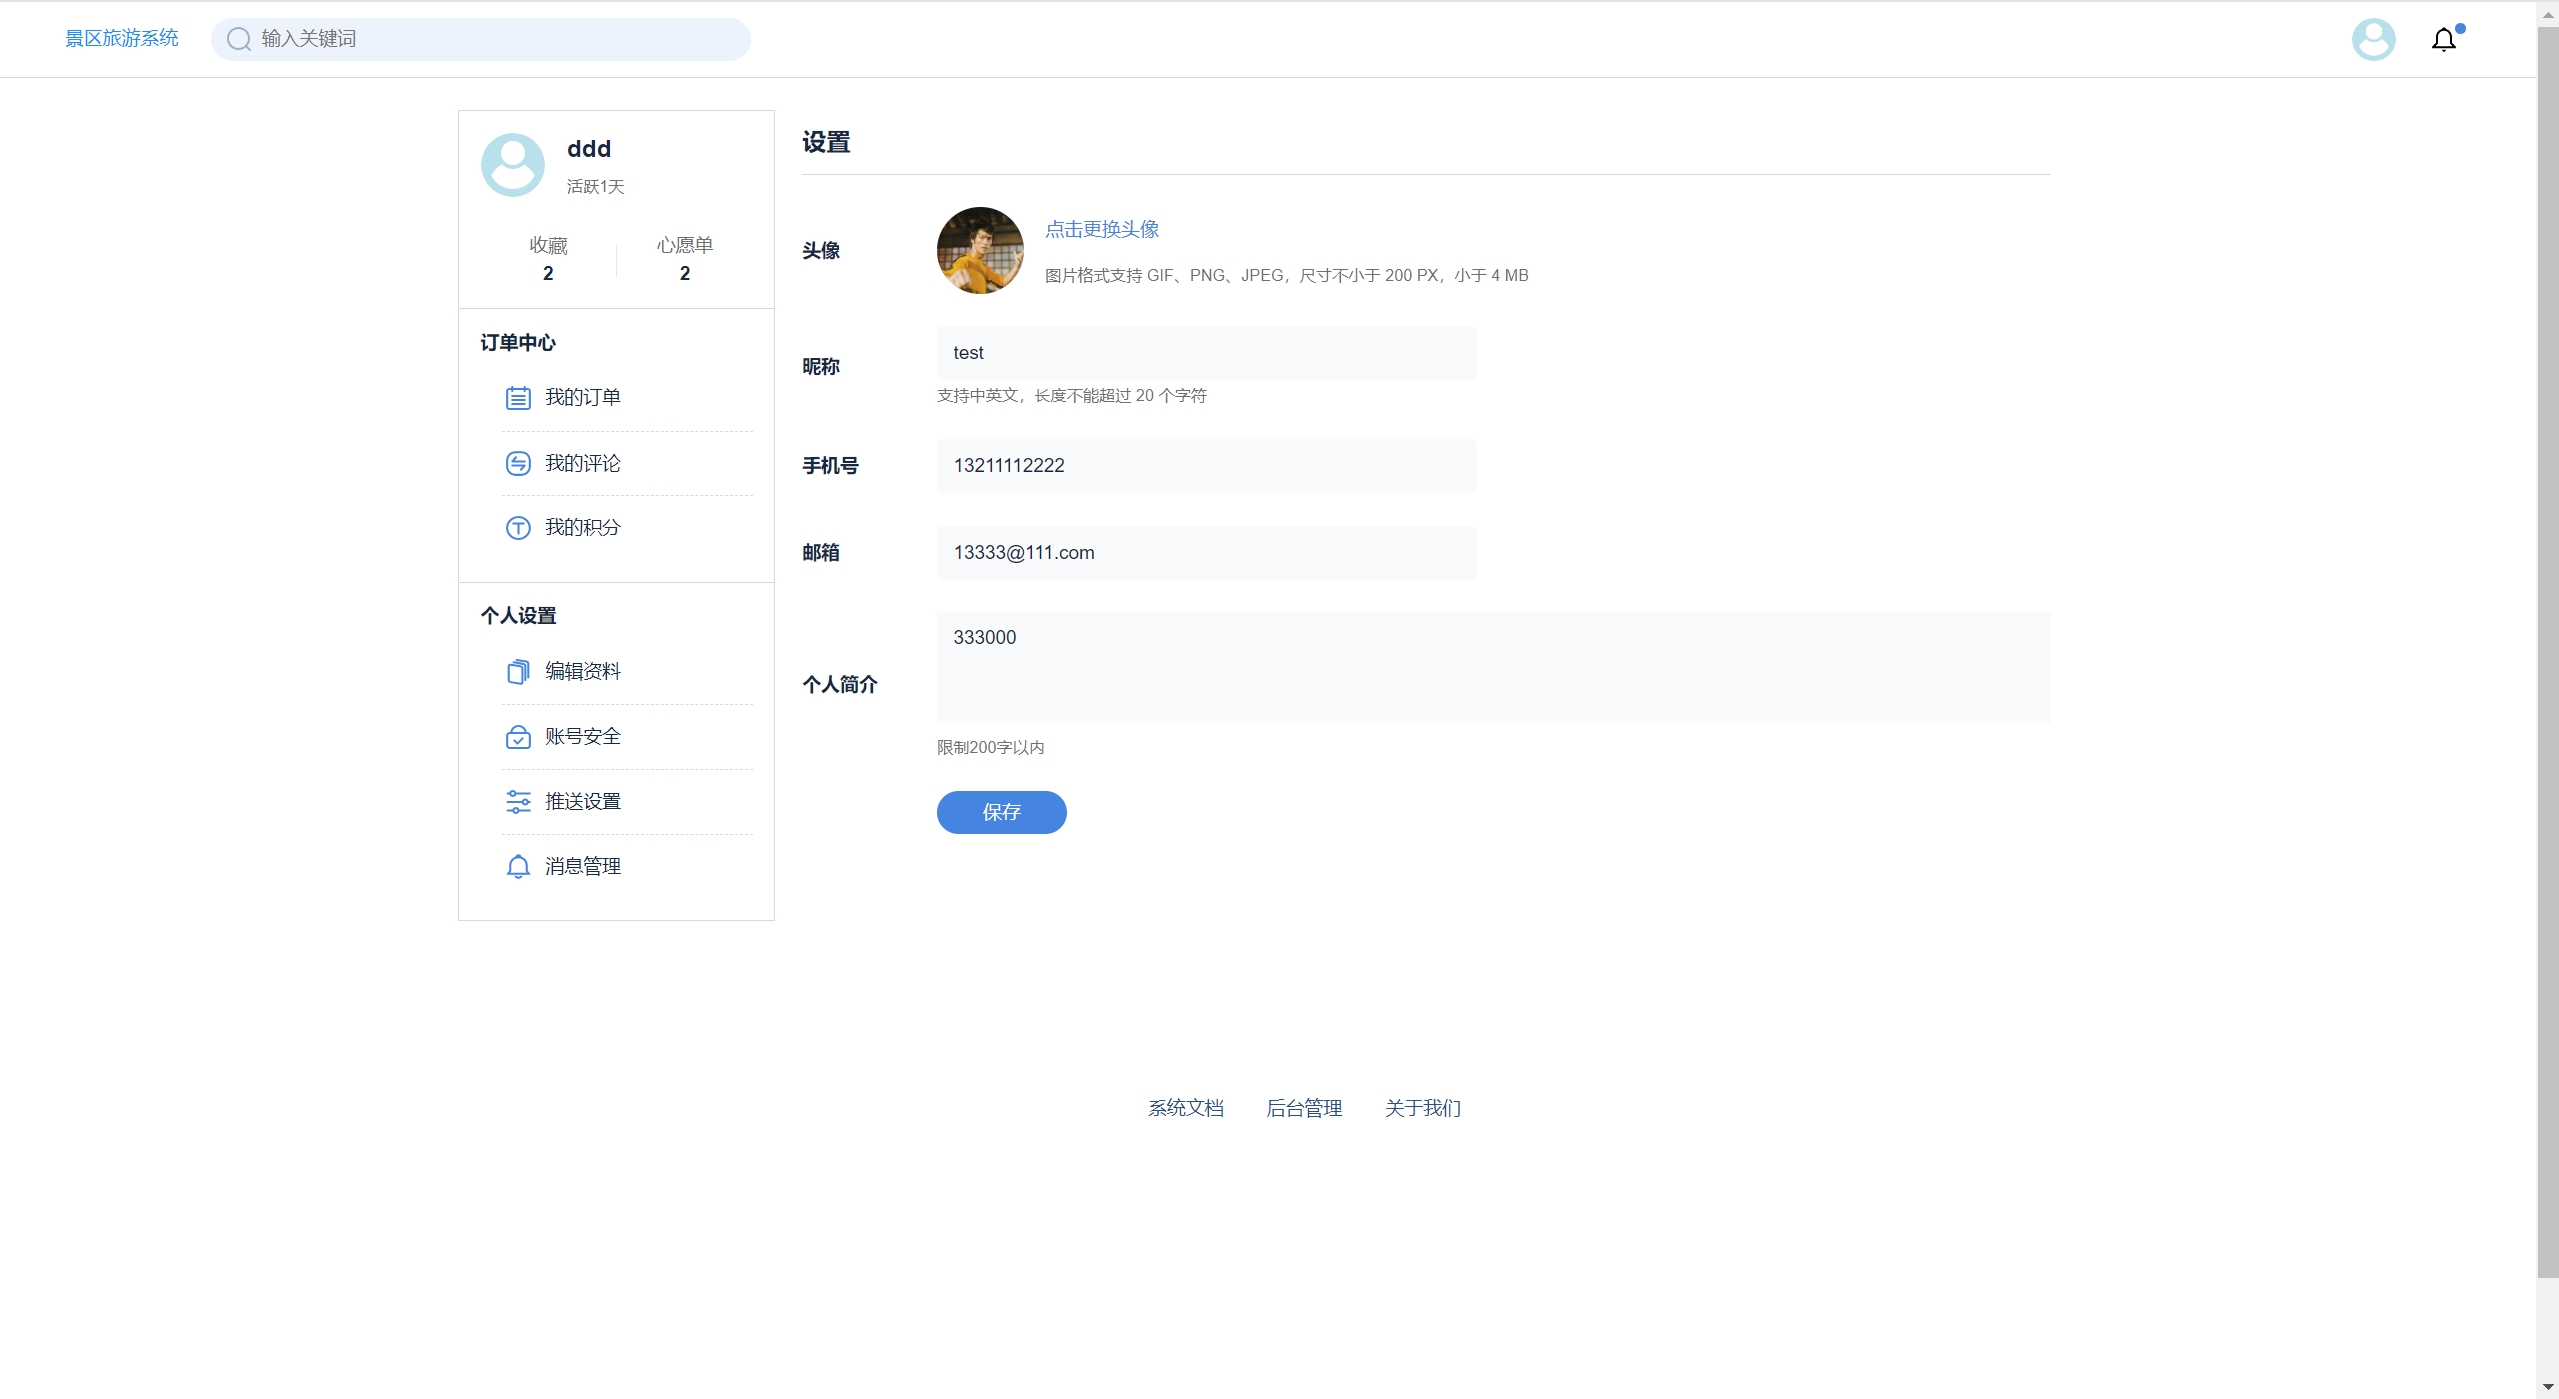 景区旅游系统
输入关键词
ddd
活跃1天
收藏 心愿单
2 2
订单中心
我的订单
我的评论
我的积分
个人设置
编辑资料
账号安全
推送设置
消息管理
设置
头像
点击更换头像
图片格式支持 GIF、PNG、JPEG，尺寸不小于 200 PX，小于 4 MB
昵称
test
支持中英文，长度不能超过 20 个字符
手机号
13211112222
邮箱
13333@111.com
个人简介
333000
限制200字以内
保存
系统文档 后台管理 关于我们